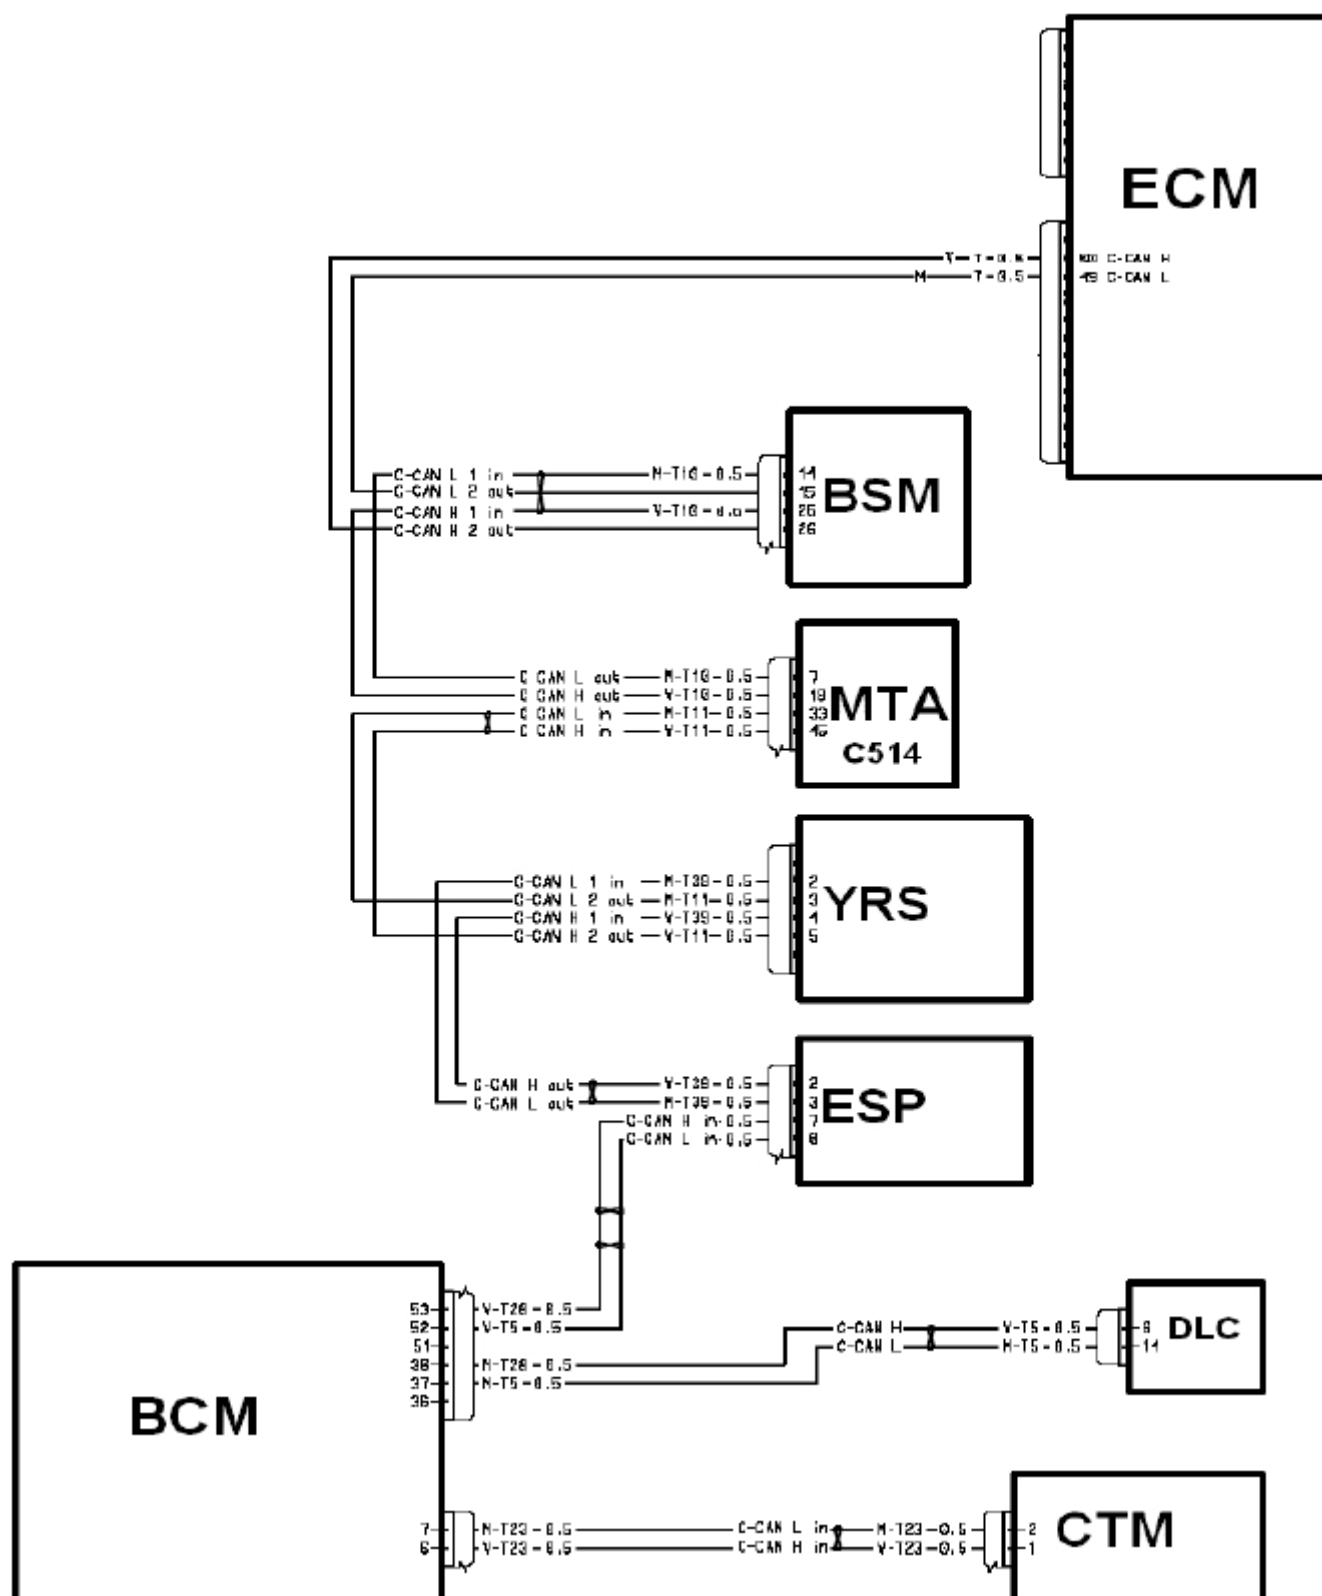 ECM
C-CAN H
M T-0.5 49 C-CAN L
C-CAN L 1 in M-T10-0.5 14
C-CAN L 2 out 15
BSM
C-CAN H 1 in 25
C-CAN H 2 out 26
C CAN L out M-T10-0.5 7
C CAN H out V-T10-0.5 19
MTA
C CAN L in M-T11-0.5 33
C CAN H in V-T11-0.5 45
C514
C-CAN L 1 in M-T39-0.5 2
C-CAN L 2 out M-T11-0.5 3
YRS
C-CAN H 1 in V-T39-0.5 4
C-CAN H 2 out V-T11-0.5 5
C-CAN H out V-T39-0.5 2
C-CAN L out M-T39-0.5 3
ESP
C-CAN H in-0.5 7
C-CAN L in-0.5 8
53 V-T28-0.5
52 V-T5-0.5 C-CAN H V-T5-0.5 6
DLC
51 C-CAN L M-T5-0.5 14
38 M-T28-0.5
37 M-T5-0.5
36
BCM
7 M-T23-0.5 C-CAN L in M-T23-0.5 2
CTM
6 V-T23-0.5 C-CAN H in V-T23-0.5 1